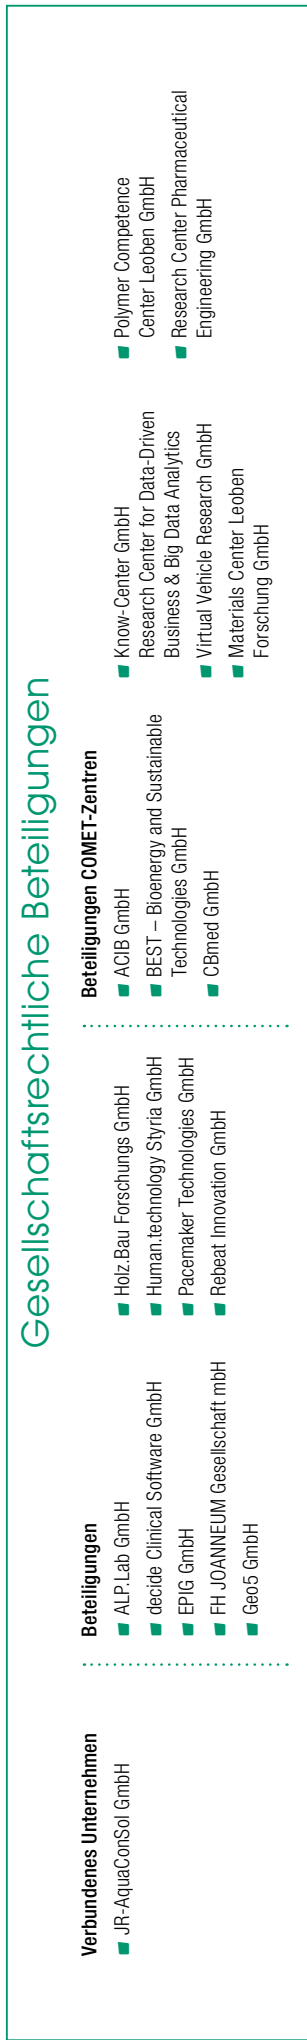 Gesellschaftsrechtliche Beteiligungen
Verbundenes Unternehmen
JR-AquaConSol GmbH
Beteiligungen
ALP.Lab GmbH
decide Clinical Software GmbH
EPIG GmbH
FH JOANNEUM Gesellschaft mbH
Geo5 GmbH
Holz.Bau Forschungs GmbH
Human.technology Styria GmbH
Pacemaker Technologies GmbH
Rebeat Innovation GmbH
Beteiligungen COMET-Zentren
ACIB GmbH
BEST – Bioenergy and Sustainable
Technologies GmbH
CBmed GmbH
Know-Center GmbH
Research Center for Data-Driven
Business & Big Data Analytics
Virtual Vehicle Research GmbH
Materials Center Leoben
Forschung GmbH
Polymer Competence
Center Leoben GmbH
Research Center Pharmaceutical
Engineering GmbH